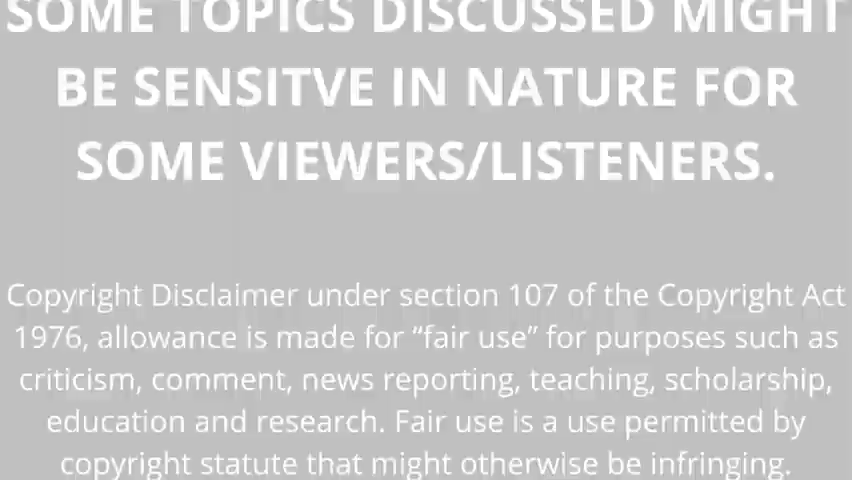 SOME TOPICS DISCUSSED MIGHT
BE SENSITVE IN NATURE FOR
SOME VIEWERS/LISTENERS.
Copyright Disclaimer under section 107 of the Copyright Act
1976, allowance is made for “fair use” for purposes such as
criticism, comment, news reporting, teaching, scholarship,
education and research. Fair use is a use permitted by
copyright statute that might otherwise be infringing.